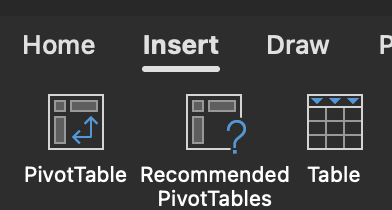 Home Insert Draw P
PivotTable Recommended PivotTables Table